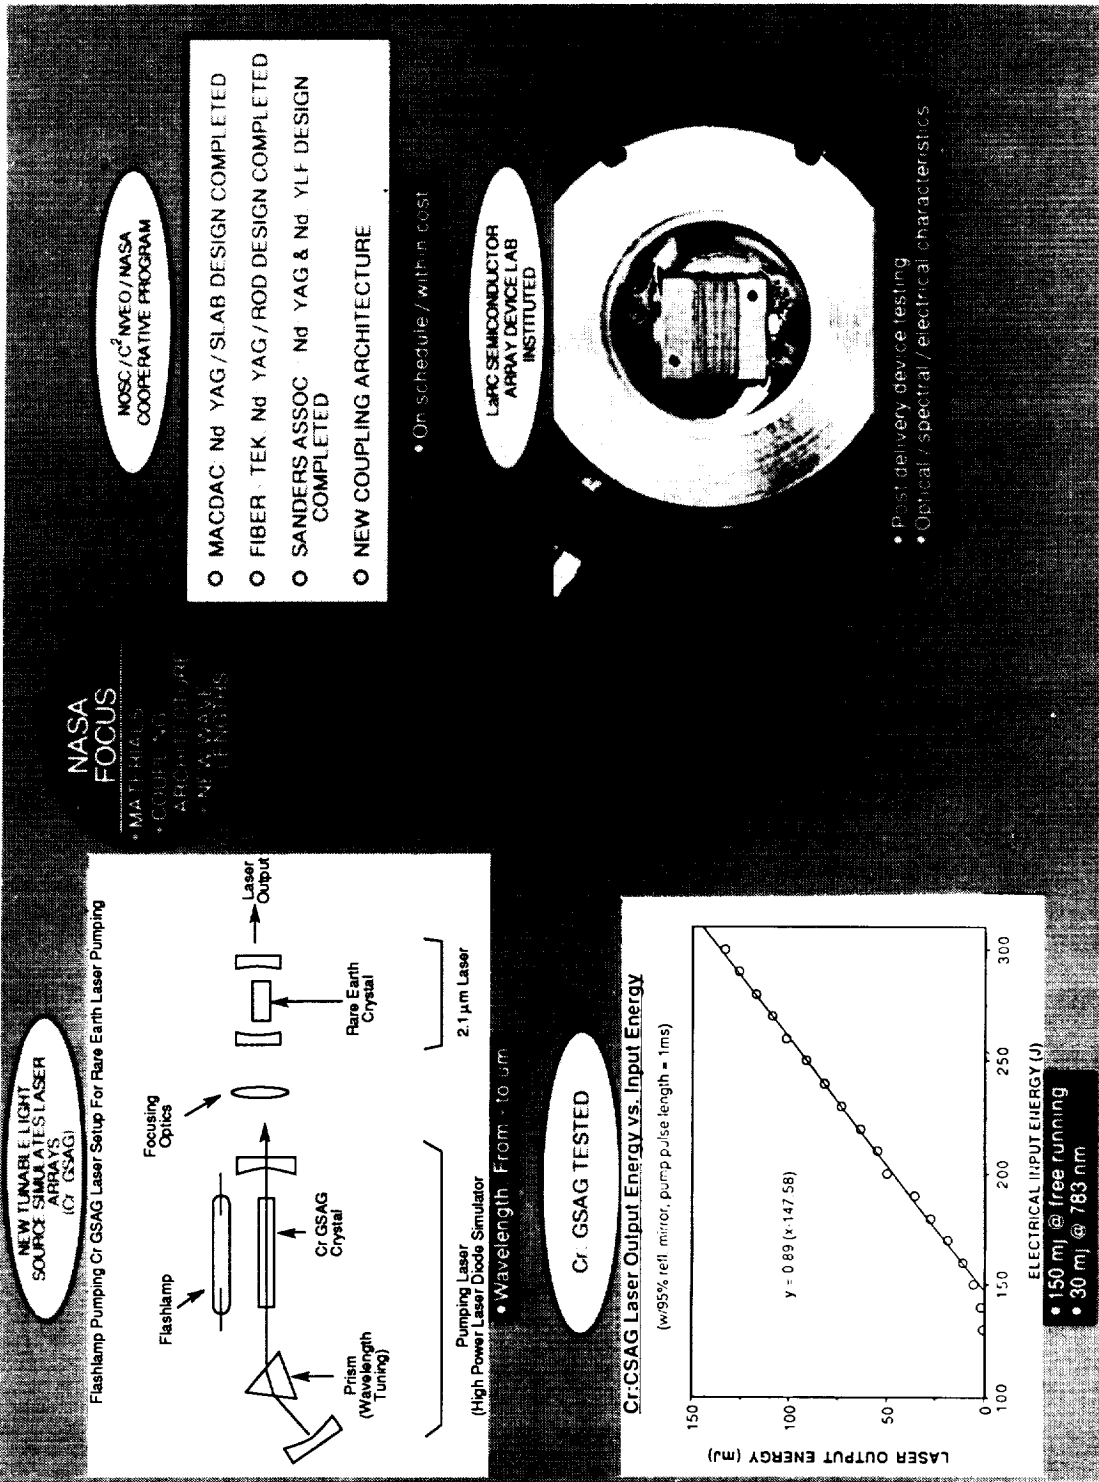 NEW TUNABLE LIGHT
SOURCE SIMULATES LASER
ARRAYS
(Cr GSAG)
Flashlamp Pumping Cr GSAG Laser Setup For Rare Earth Laser Pumping
Flashlamp
Focusing
Optics
Laser
Output
Prism
(Wavelength
Tuning)
Cr GSAG
Crystal
Rare Earth
Crystal
Pumping Laser
(High Power Laser Diode Simulator)
2.1 µm Laser
• Wavelength From - to um
NASA
FOCUS
• MATERIALS
• COUPLING
ARCHITECTURE
• NEW WAVE
LENGTHS
NOSC / C² NVEO / NASA
COOPERATIVE PROGRAM
O MACDAC Nd YAG / SLAB DESIGN COMPLETED
O FIBER - TEK Nd YAG / ROD DESIGN COMPLETED
O SANDERS ASSOC Nd YAG & Nd YLF DESIGN
COMPLETED
O NEW COUPLING ARCHITECTURE
• On schedule / within cost
Cr. GSAG TESTED
Cr:CSAG Laser Output Energy vs. Input Energy
(w/95% refl. mirror, pump pulse length = 1ms)
y = 0.89 (x-147.58)
LASER OUTPUT ENERGY (mJ)
150
100
50
0
100
150
200
250
300
ELECTRICAL INPUT ENERGY (J)
• 150 mj @ free running
• 30 mj @ 783 nm
LaRC SEMICONDUCTOR
ARRAY DEVICE LAB
INSTITUTED
• Post delivery device testing
• Optical / spectral / electrical characteristics